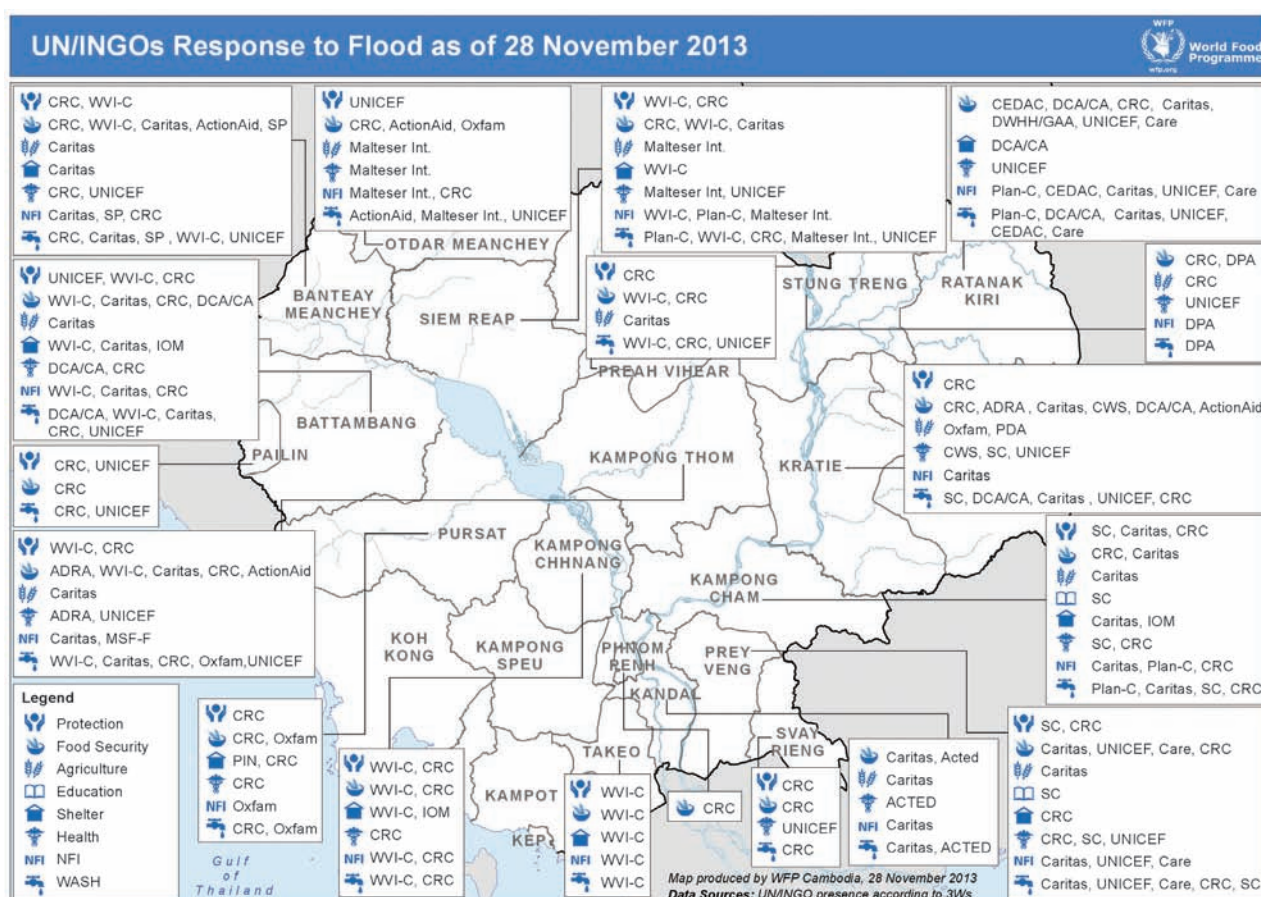 UN/INGOs Response to Flood as of 28 November 2013
WFP
wfp.org
World Food
Programme
CRC, WVI-C
CRC, WVI-C, Caritas, ActionAid, SP
Caritas
Caritas
CRC, UNICEF
NFI Caritas, SP, CRC
CRC, Caritas, SP , WVI-C, UNICEF
UNICEF
CRC, ActionAid, Oxfam
Malteser Int.
Malteser Int.
NFI Malteser Int., CRC
ActionAid, Malteser Int., UNICEF
WVI-C, CRC
CRC, WVI-C, Caritas
Malteser Int.
WVI-C
Malteser Int, UNICEF
NFI WVI-C, Plan-C, Malteser Int.
Plan-C, WVI-C, CRC, Malteser Int., UNICEF
CEDAC, DCA/CA, CRC, Caritas,
DWHH/GAA, UNICEF, Care
DCA/CA
UNICEF
NFI Plan-C, CEDAC, Caritas, UNICEF, Care
Plan-C, DCA/CA, Caritas, UNICEF,
CEDAC, Care
UNICEF, WVI-C, CRC
WVI-C, Caritas, CRC, DCA/CA
Caritas
WVI-C, Caritas, IOM
DCA/CA, CRC
NFI WVI-C, Caritas, CRC
DCA/CA, WVI-C, Caritas,
CRC, UNICEF
CRC
WVI-C, CRC
Caritas
WVI-C, CRC, UNICEF
CRC, DPA
CRC
UNICEF
NFI DPA
DPA
OTDAR MEANCHEY
BANTEAY
MEANCHEY
SIEM REAP
STUNG TRENG
RATANAK
KIRI
PREAH VIHEAR
BATTAMBANG
PAILIN
KAMPONG THOM
KRATIE
PURSAT
KAMPONG
CHHNANG
KAMPONG
CHAM
KOH
KONG
KAMPONG
SPEU
PHNOM
PENH
PREY
VENG
KANDAL
SVAY
RIENG
TAKEO
KAMPOT
KEP
CRC
CRC, ADRA , Caritas, CWS, DCA/CA, ActionAid
Oxfam, PDA
CWS, SC, UNICEF
NFI Caritas
SC, DCA/CA, Caritas , UNICEF, CRC
CRC, UNICEF
CRC
CRC, UNICEF
WVI-C, CRC
ADRA, WVI-C, Caritas, CRC, ActionAid
Caritas
ADRA, UNICEF
NFI Caritas, MSF-F
WVI-C, Caritas, CRC, Oxfam,UNICEF
SC, Caritas, CRC
CRC, Caritas
Caritas
SC
Caritas, IOM
SC, CRC
NFI Caritas, Plan-C, CRC
Plan-C, Caritas, SC, CRC
Legend
Protection
Food Security
Agriculture
Education
Shelter
Health
NFI NFI
WASH
Gulf
of
Thailand
CRC
CRC, Oxfam
PIN, CRC
CRC
NFI Oxfam
CRC, Oxfam
WVI-C, CRC
WVI-C, CRC
WVI-C, IOM
CRC
NFI WVI-C, CRC
WVI-C, CRC
WVI-C
WVI-C
WVI-C
NFI WVI-C
WVI-C
CRC
CRC
CRC
UNICEF
CRC
Caritas, Acted
Caritas
ACTED
NFI Caritas
Caritas, ACTED
SC, CRC
Caritas, UNICEF, Care, CRC
Caritas
SC
CRC
CRC, SC, UNICEF
NFI Caritas, UNICEF, Care
Caritas, UNICEF, Care, CRC, SC
Map produced by WFP Cambodia, 28 November 2013
Data Sources: UN/INGO presence according to 3Ws